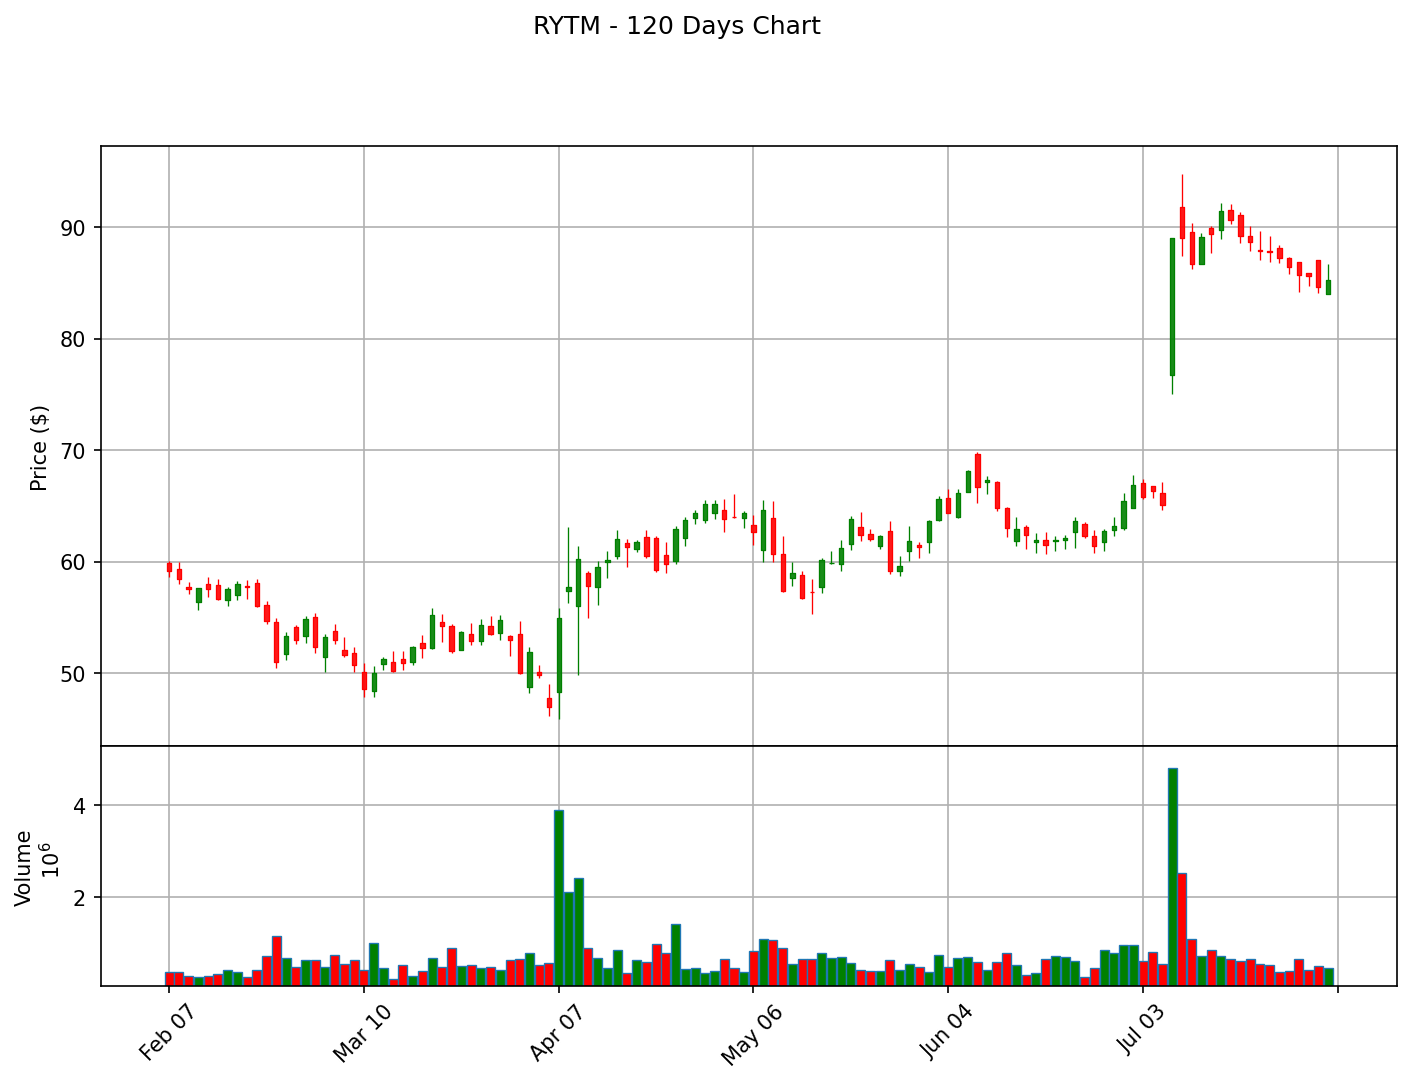 RYTM - 120 Days Chart
90
80
70
60
50
Price ($)
4
2
Volume
10⁶
Feb 07
Mar 10
Apr 07
May 06
Jun 04
Jul 03